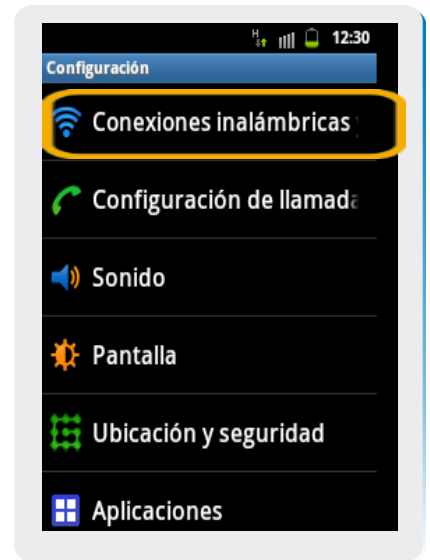 H 12:30
Configuración
Conexiones inalámbricas
Configuración de llamada
Sonido
Pantalla
Ubicación y seguridad
Aplicaciones